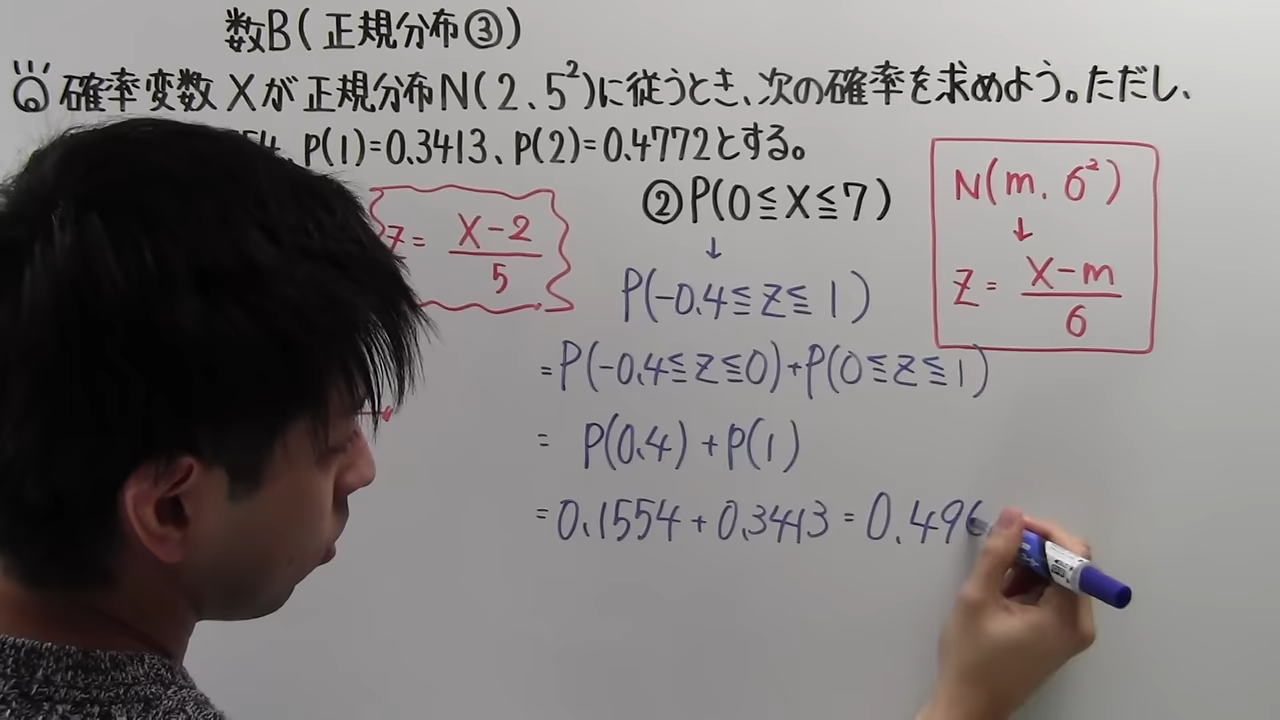 数B(正規分布③)
確率変数Xが正規分布N(2、5²)に従うとき、次の確率を求めよう。ただし、
54、P(1)=0.3413、P(2)=0.4772とする。
②P(0≦X≦7)
N(m, σ²)
↓
Z= X-m
σ
Z= X-2
5
↓
P(-0.4≦Z≦1)
=P(-0.4≦Z≦0)+P(0≦Z≦1)
= P(0.4)+P(1)
=0.1554+0.3413=0.496